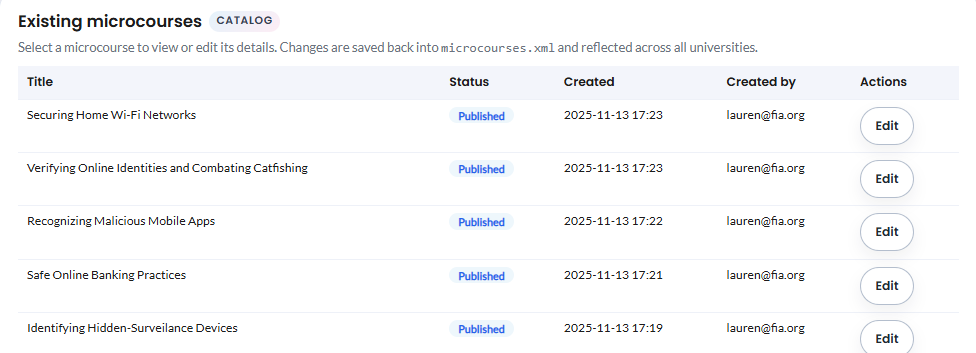 Existing microcourses CATALOG
Select a microcourse to view or edit its details. Changes are saved back into microcourses.xml and reflected across all universities.
Title Status Created Created by Actions
Securing Home Wi-Fi Networks Published 2025-11-13 17:23 lauren@fia.org Edit
Verifying Online Identities and Combating Catfishing Published 2025-11-13 17:23 lauren@fia.org Edit
Recognizing Malicious Mobile Apps Published 2025-11-13 17:22 lauren@fia.org Edit
Safe Online Banking Practices Published 2025-11-13 17:21 lauren@fia.org Edit
Identifying Hidden-Surveilance Devices Published 2025-11-13 17:19 lauren@fia.org Edit